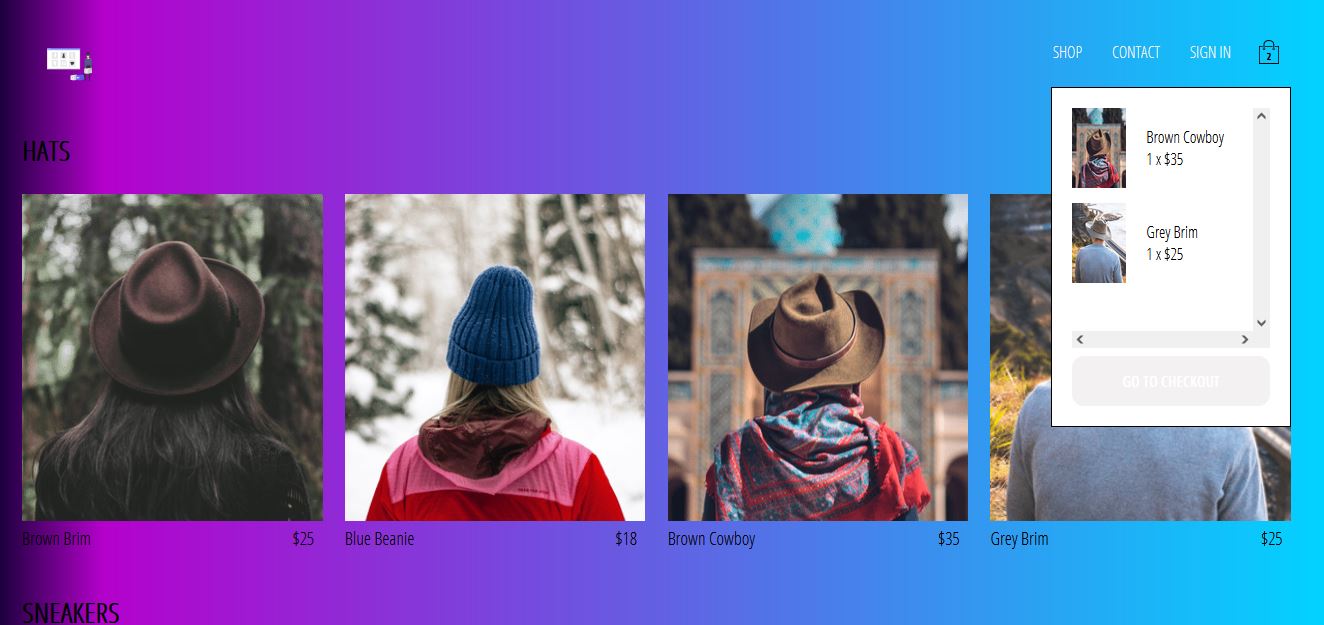 SHOP
CONTACT
SIGN IN
2
HATS
Brown Cowboy
1 x $35
Grey Brim
1 x $25
GO TO CHECKOUT
Brown Brim
$25
Blue Beanie
$18
Brown Cowboy
$35
Grey Brim
$25
SNEAKERS